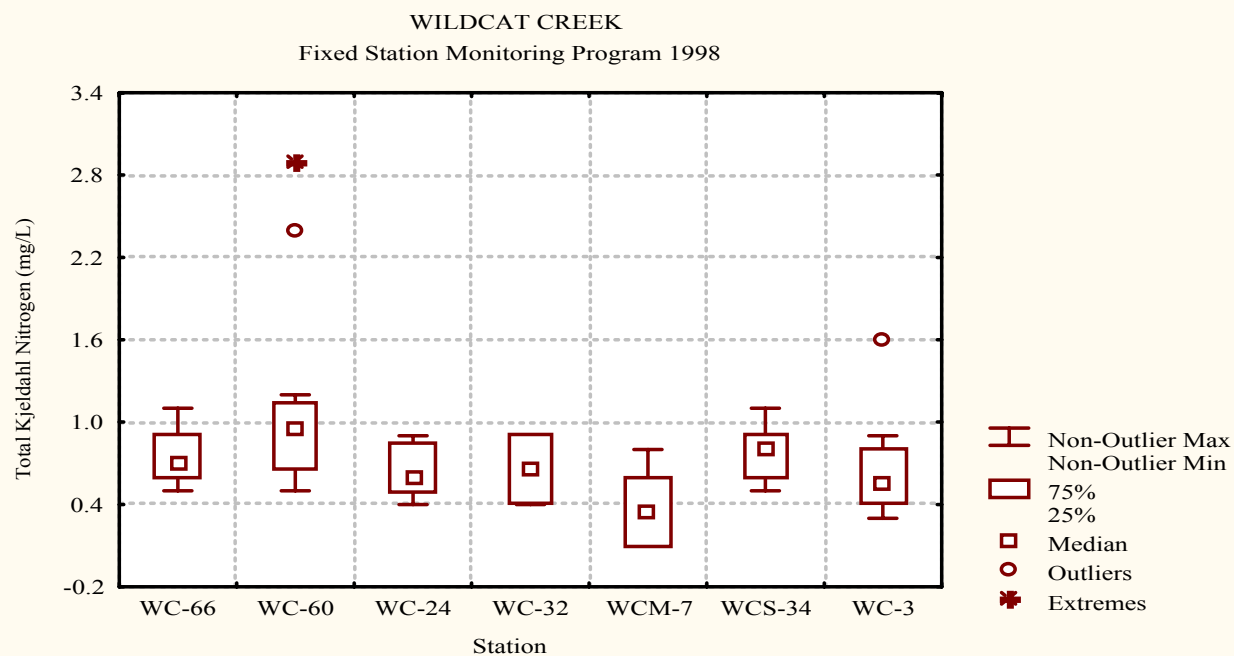 WILDCAT CREEK
Fixed Station Monitoring Program 1998
Total Kjeldahl Nitrogen (mg/L)
3.4
2.8
2.2
1.6
1.0
0.4
-0.2
WC-66 WC-60 WC-24 WC-32 WCM-7 WCS-34 WC-3
Station
Non-Outlier Max
Non-Outlier Min
75%
25%
Median
Outliers
Extremes